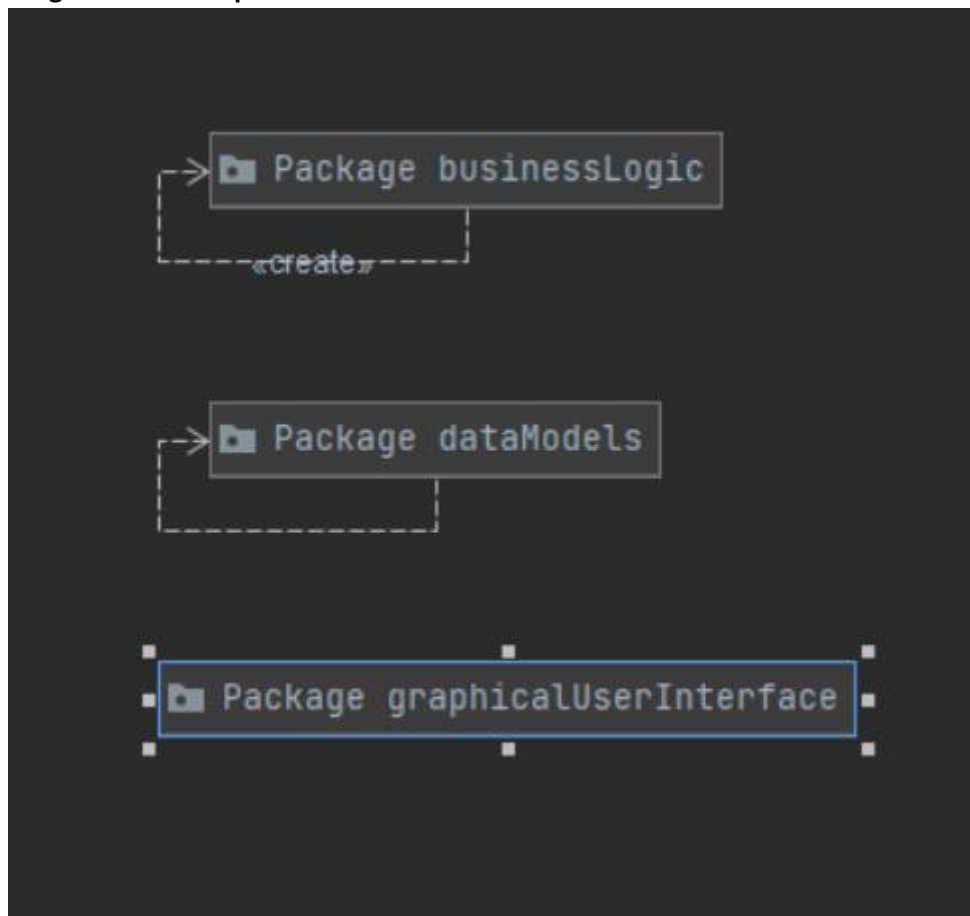 Package businessLogic
«create»
Package dataModels
Package graphicalUserInterface